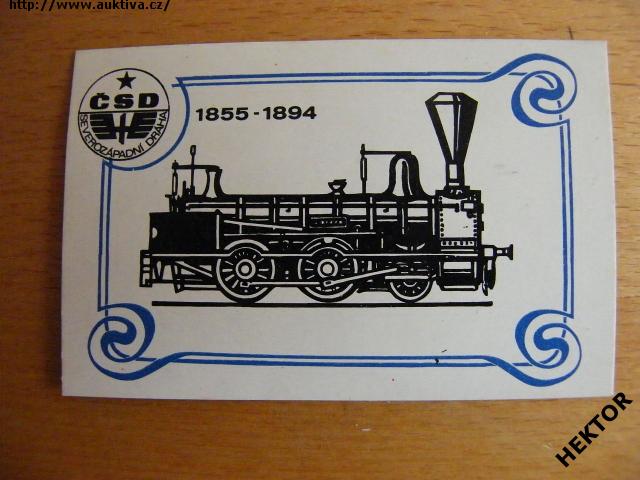 http://www.auktiva.cz/
ČSD
SEVEROZÁPADNÍ DRÁHA
1855-1894
HEKTOR